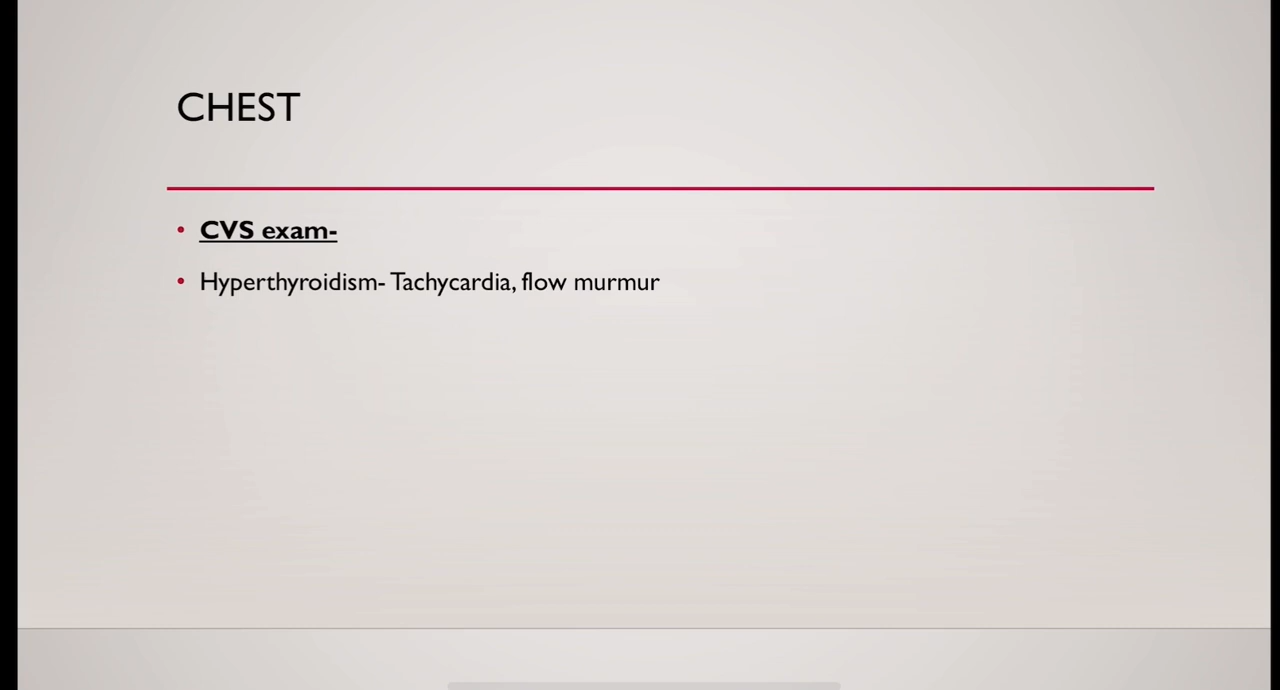 CHEST
• CVS exam-
• Hyperthyroidism- Tachycardia, flow murmur